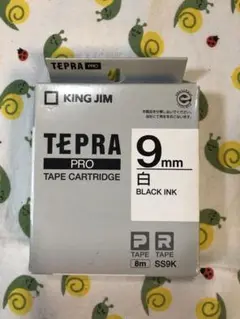 TEPRA
PRO
KING JIM
TEPRA
PRO
TAPE CARTRIDGE
9mm
白
BLACK INK
P
TAPE
8m
R
TAPE
SS9K